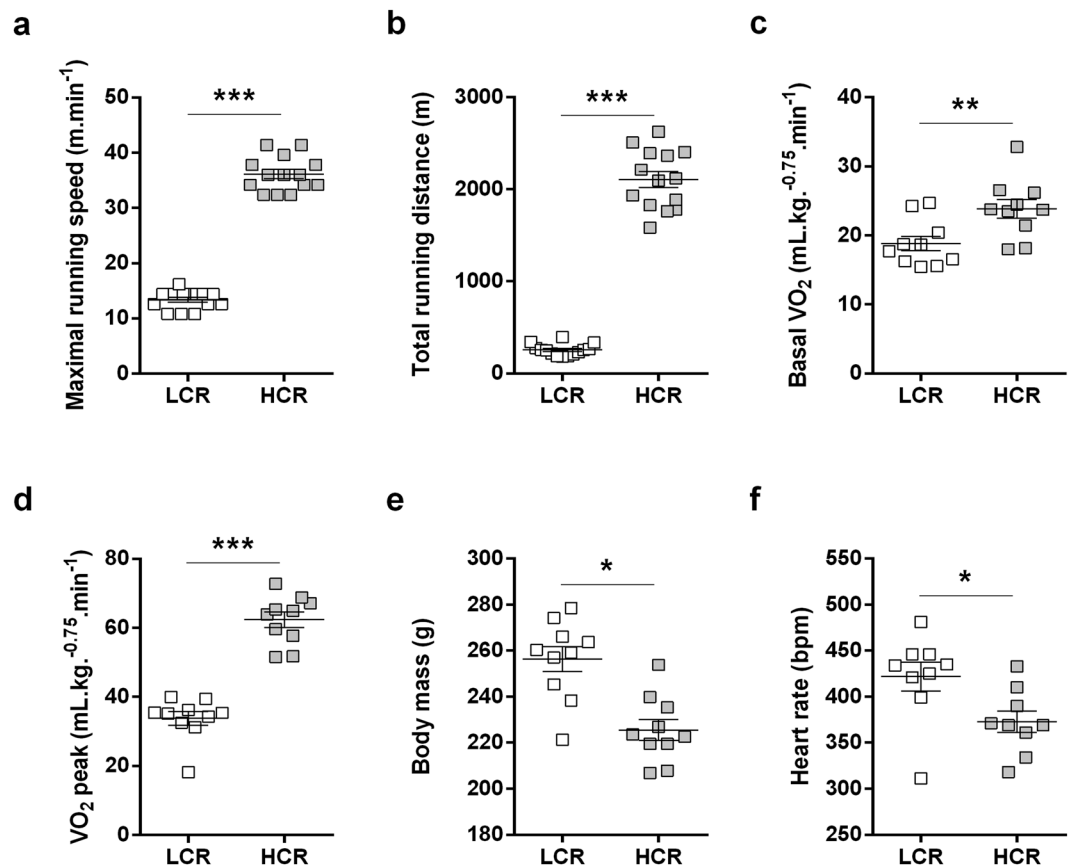 a
Maximal running speed (m.min⁻¹)
50
40
30
20
10
0
***
LCR HCR
b
Total running distance (m)
3000
2000
1000
0
***
LCR HCR
c
Basal VO₂ (mL.kg.⁻⁰·⁷⁵.min⁻¹)
40
30
20
10
0
**
LCR HCR
d
VO₂ peak (mL.kg.⁻⁰·⁷⁵.min⁻¹)
80
60
40
20
0
***
LCR HCR
e
Body mass (g)
300
280
260
240
220
200
180
*
LCR HCR
f
Heart rate (bpm)
550
500
450
400
350
300
250
*
LCR HCR